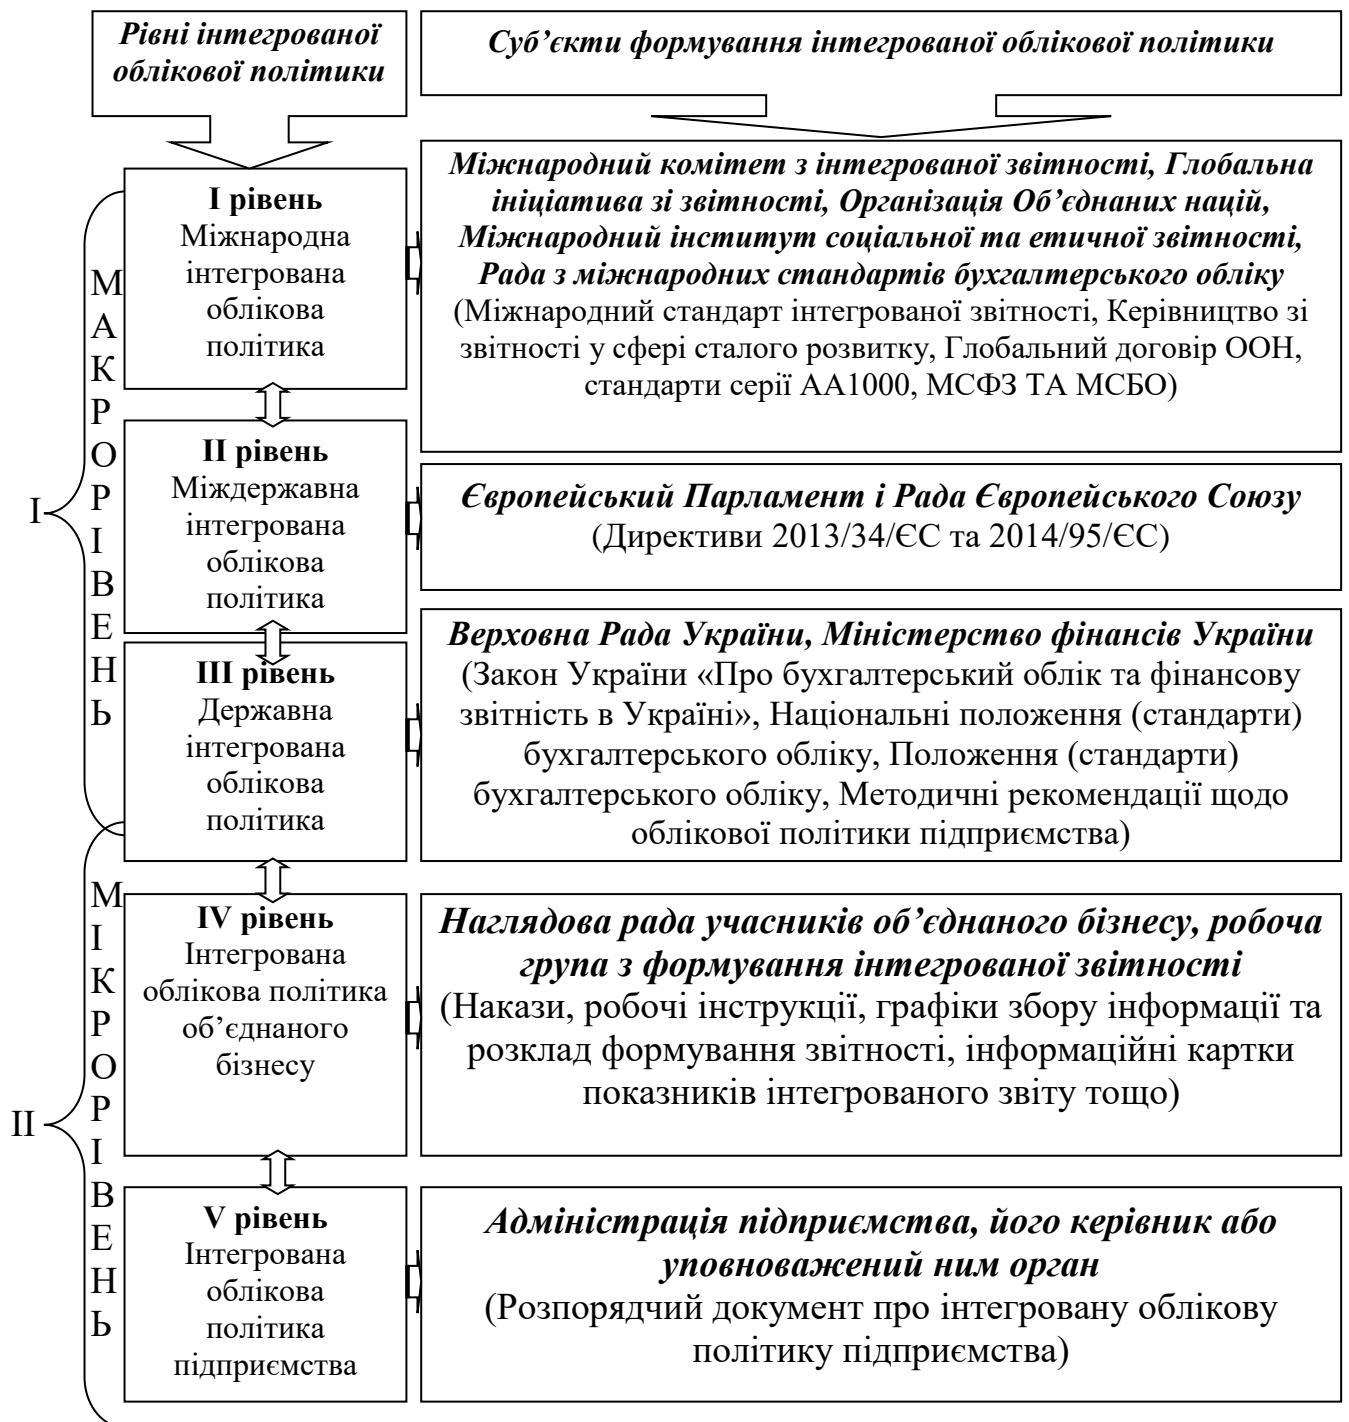 Рівні інтегрованої
облікової політики
Суб’єкти формування інтегрованої облікової політики
I
М
А
К
Р
О
Р
І
В
Е
Н
Ь
І рівень
Міжнародна
інтегрована
облікова
політика
Міжнародний комітет з інтегрованої звітності, Глобальна
ініціатива зі звітності, Організація Об’єднаних націй,
Міжнародний інститут соціальної та етичної звітності,
Рада з міжнародних стандартів бухгалтерського обліку
(Міжнародний стандарт інтегрованої звітності, Керівництво зі
звітності у сфері сталого розвитку, Глобальний договір ООН,
стандарти серії АА1000, МСФЗ ТА МСБО)
ІІ рівень
Міждержавна
інтегрована
облікова
політика
Європейський Парламент і Рада Європейського Союзу
(Директиви 2013/34/ЄС та 2014/95/ЄС)
ІІІ рівень
Державна
інтегрована
облікова
політика
Верховна Рада України, Міністерство фінансів України
(Закон України «Про бухгалтерський облік та фінансову
звітність в Україні», Національні положення (стандарти)
бухгалтерського обліку, Положення (стандарти)
бухгалтерського обліку, Методичні рекомендації щодо
облікової політики підприємства)
II
М
І
К
Р
О
Р
І
В
Е
Н
Ь
IV рівень
Інтегрована
облікова політика
об’єднаного
бізнесу
Наглядова рада учасників об’єднаного бізнесу, робоча
група з формування інтегрованої звітності
(Накази, робочі інструкції, графіки збору інформації та
розклад формування звітності, інформаційні картки
показників інтегрованого звіту тощо)
V рівень
Інтегрована
облікова
політика
підприємства
Адміністрація підприємства, його керівник або
уповноважений ним орган
(Розпорядчий документ про інтегровану облікову
політику підприємства)